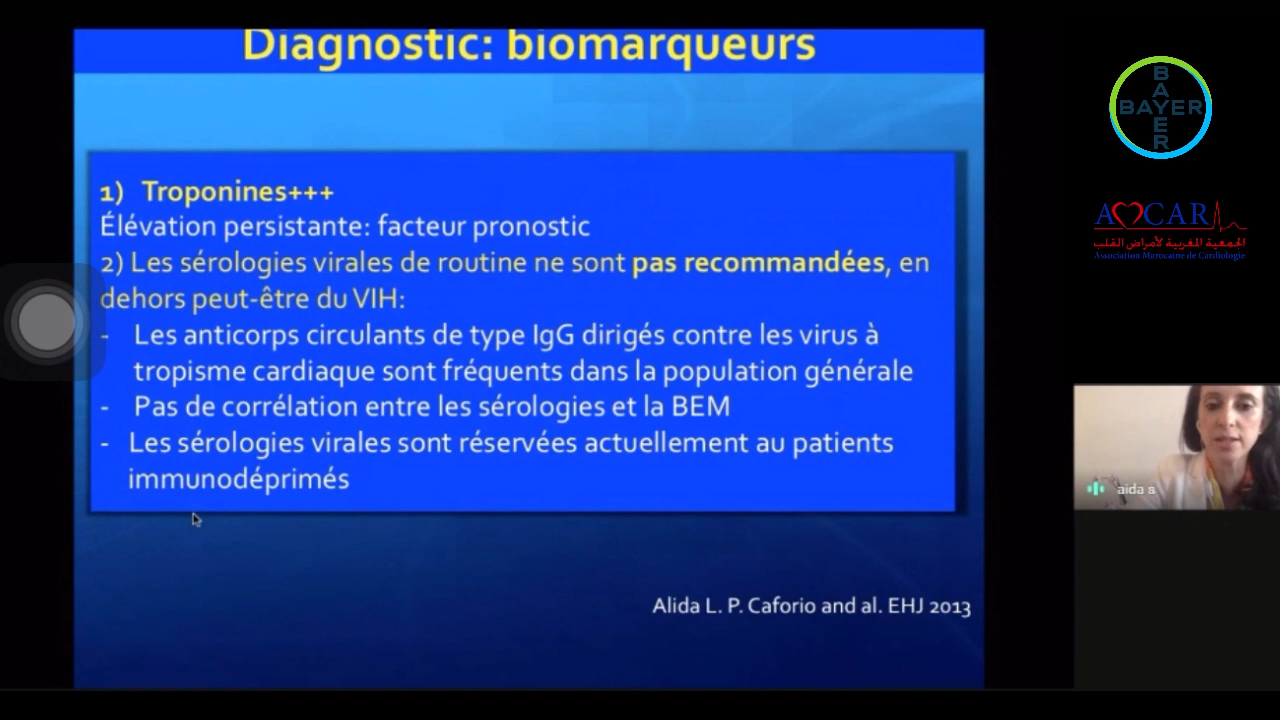 Diagnostic: biomarqueurs
1) Troponines+++
Élévation persistante: facteur pronostic
2) Les sérologies virales de routine ne sont pas recommandées, en
dehors peut-être du VIH:
- Les anticorps circulants de type IgG dirigés contre les virus à
tropisme cardiaque sont fréquents dans la population générale
- Pas de corrélation entre les sérologies et la BEM
- Les sérologies virales sont réservées actuellement au patients
immunodéprimés
Alida L. P. Caforio and al. EHJ 2013
BAYER
BAYER
AMCAR
الجمعية المغربية لأمراض القلب
Association Marocaine de Cardiologie
aida s